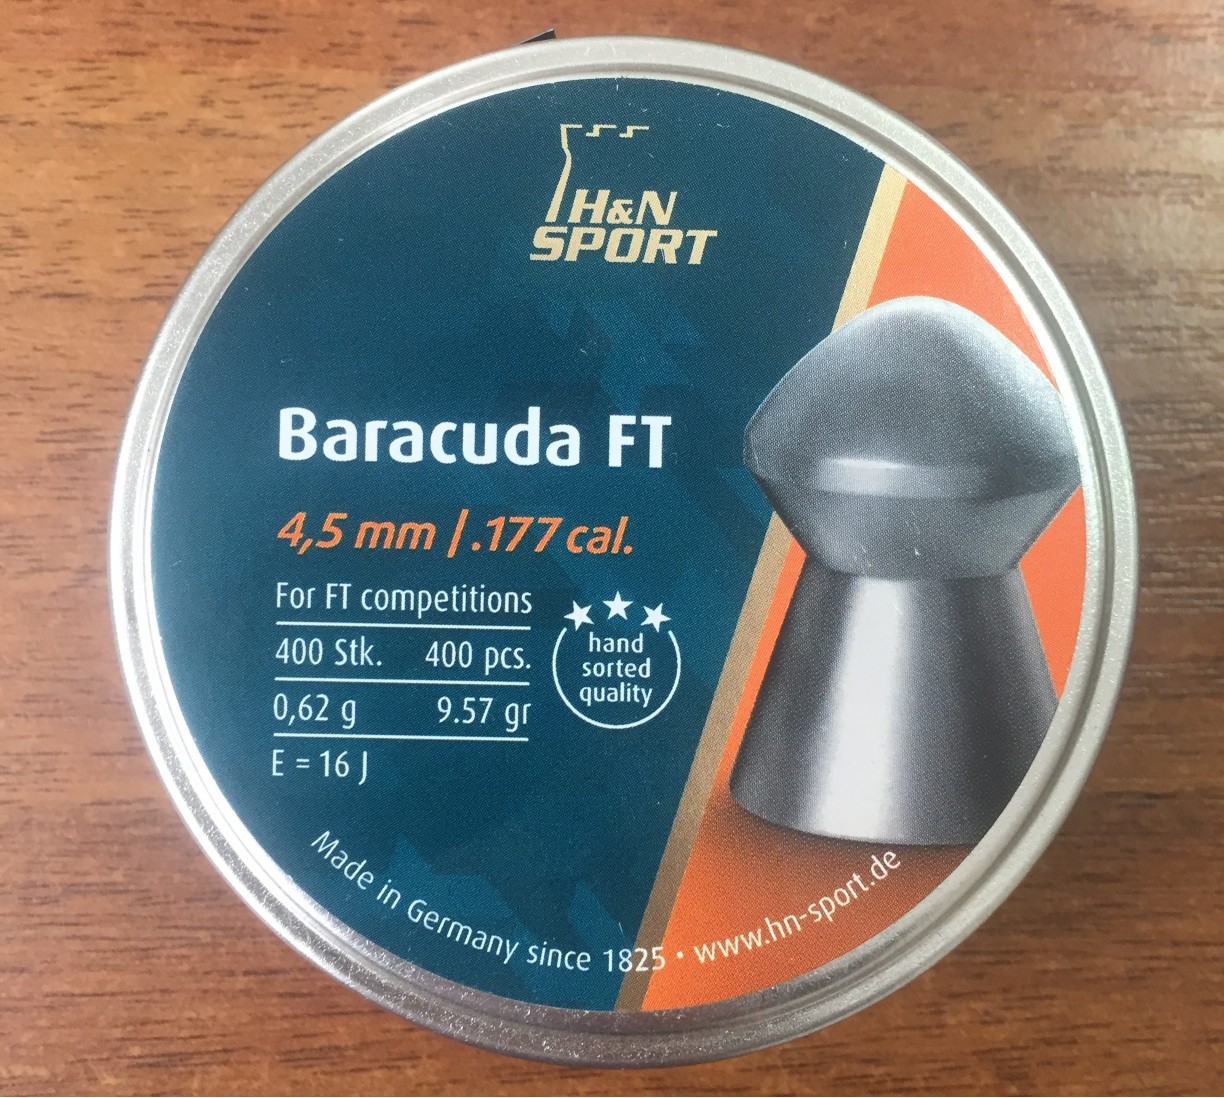 H&N
SPORT
Baracuda FT
4,5 mm | .177 cal.
For FT competitions
400 Stk. 400 pcs.
0,62 g 9.57 gr
E = 16 J
hand
sorted
quality
Made in Germany since 1825 • www.hn-sport.de